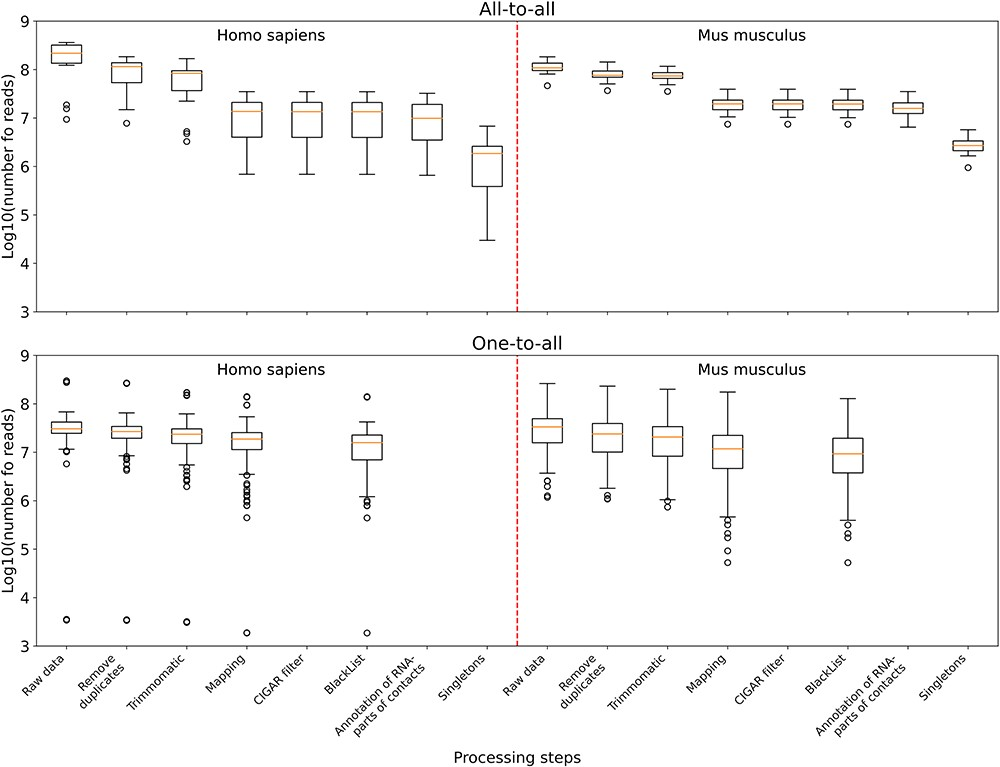 All-to-all
Homo sapiens
Mus musculus
Log10(number fo reads)
9
8
7
6
5
4
3
One-to-all
Homo sapiens
Mus musculus
Log10(number fo reads)
9
8
7
6
5
4
3
Raw data
Remove
duplicates
Trimmomatic
Mapping
CIGAR filter
BlackList
Annotation of RNA-
parts of contacts
Singletons
Raw data
Remove
duplicates
Trimmomatic
Mapping
CIGAR filter
BlackList
Annotation of RNA-
parts of contacts
Singletons
Processing steps